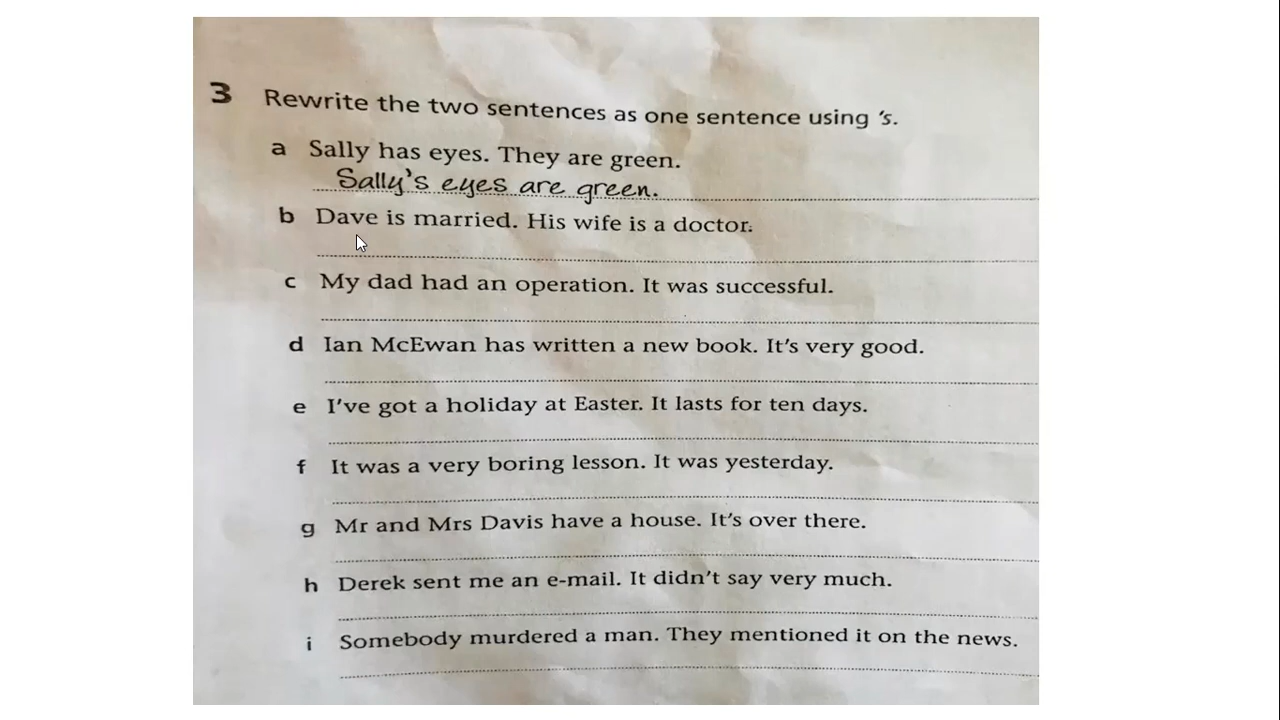 3 Rewrite the two sentences as one sentence using 's.
a Sally has eyes. They are green.
Sally's eyes are green.
b Dave is married. His wife is a doctor.
c My dad had an operation. It was successful.
d Ian McEwan has written a new book. It's very good.
e I've got a holiday at Easter. It lasts for ten days.
f It was a very boring lesson. It was yesterday.
g Mr and Mrs Davis have a house. It's over there.
h Derek sent me an e-mail. It didn't say very much.
i Somebody murdered a man. They mentioned it on the news.